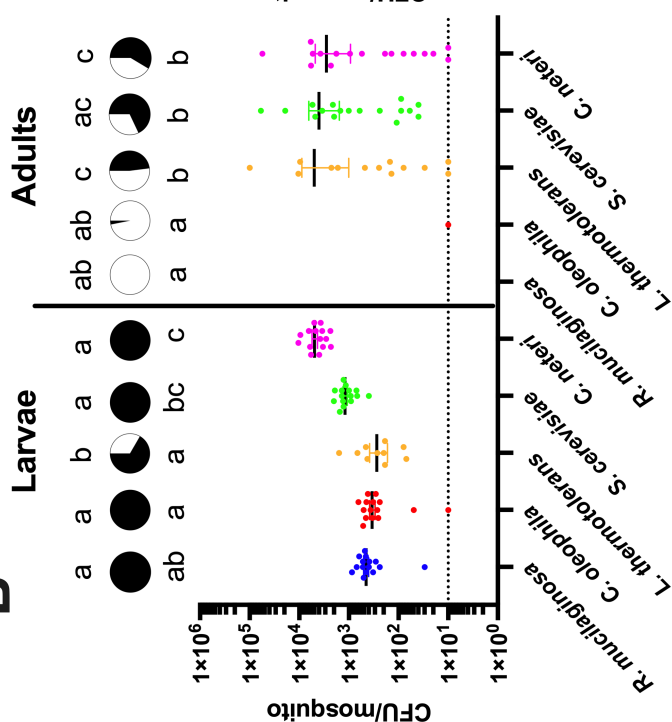 Larvae
Adults
a
a
b
a
a
ab
ab
c
ac
c
ab
a
a
bc
c
a
a
b
b
b
CFU/mosquito
1×10⁶
1×10⁵
1×10⁴
1×10³
1×10²
1×10¹
1×10⁰
R. mucilaginosa
C. oleophila
L. thermotolerans
S. cerevisiae
C. neteri
R. mucilaginosa
C. oleophila
L. thermotolerans
S. cerevisiae
C. neteri